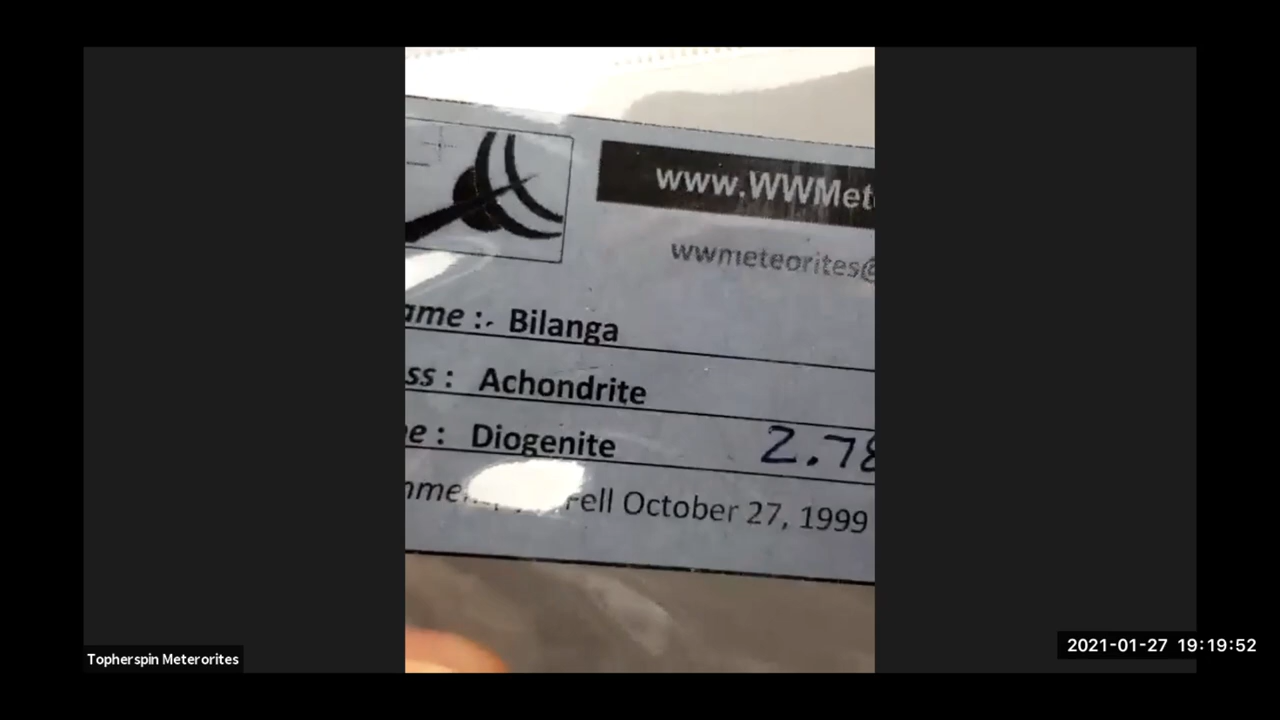 www.WWMet
wwmeteorites@
ame :. Bilanga
ss : Achondrite
e : Diogenite 2.78
Fell October 27, 1999
Topherspin Meterorites
2021-01-27 19:19:52